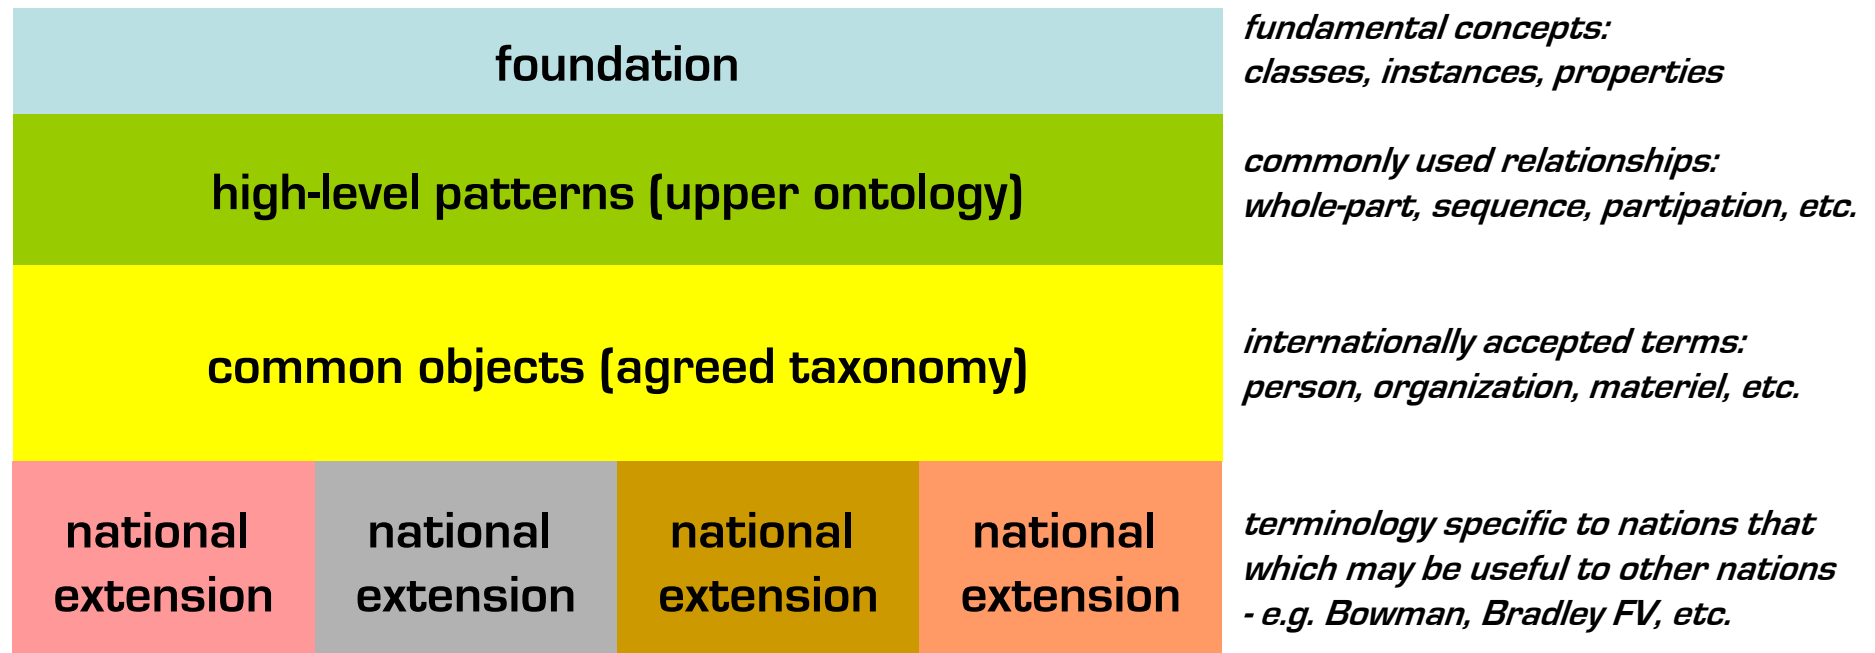 foundation
fundamental concepts:
classes, instances, properties
high-level patterns (upper ontology)
commonly used relationships:
whole-part, sequence, partipation, etc.
common objects (agreed taxonomy)
internationally accepted terms:
person, organization, materiel, etc.
national
extension
national
extension
national
extension
national
extension
terminology specific to nations that
which may be useful to other nations
- e.g. Bowman, Bradley FV, etc.